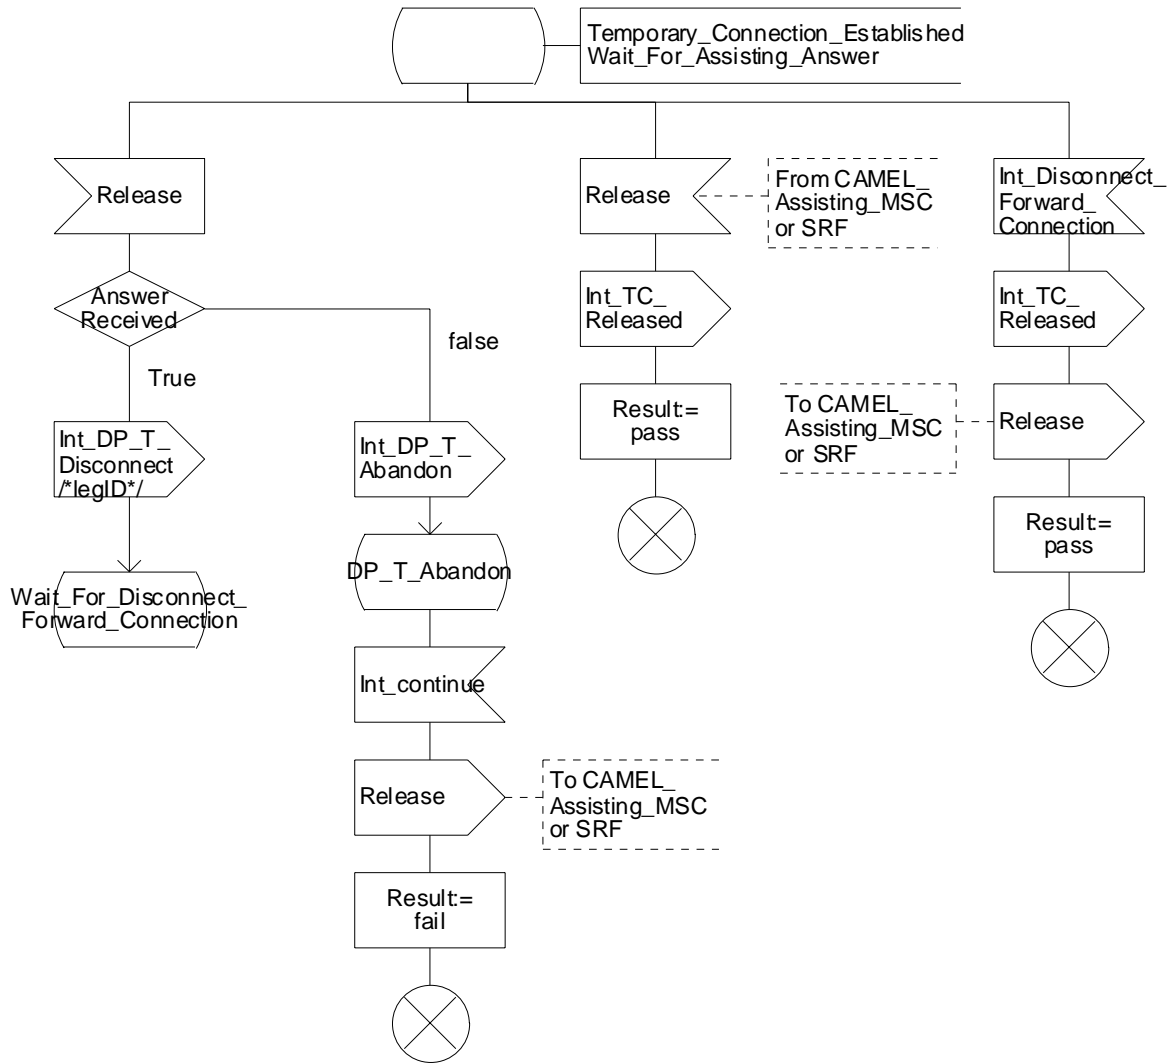 Temporary_Connection_Established
Wait_For_Assisting_Answer
Release
Release
From CAMEL_
Assisting_MSC
or SRF
Int_Disconnect_
Forward_
Connection
Answer
Received
Int_TC_
Released
Int_TC_
Released
false
True
Int_DP_T_
Disconnect
/*legID*/
Int_DP_T_
Abandon
Result:=
pass
To CAMEL_
Assisting_MSC
or SRF
Release
Wait_For_Disconnect_
Forward_Connection
DP_T_Abandon
Result:=
pass
Int_continue
Release
To CAMEL_
Assisting_MSC
or SRF
Result:=
fail